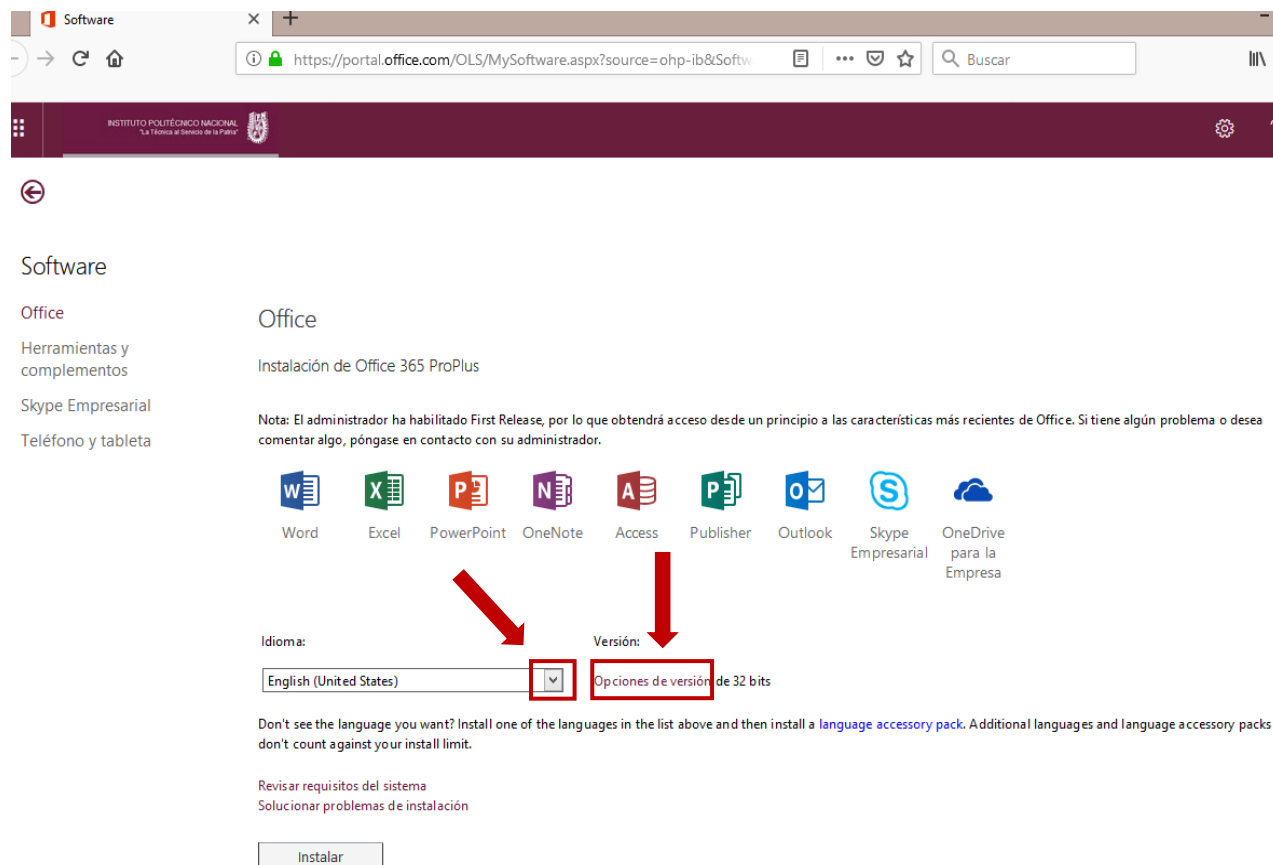 Software
https://portal.office.com/OLS/MySoftware.aspx?source=ohp-ib&Softw
Buscar
INSTITUTO POLITÉCNICO NACIONAL
"La Técnica al Servicio de la Patria"
Software
Office
Herramientas y
complementos
Skype Empresarial
Teléfono y tableta
Office
Instalación de Office 365 ProPlus
Nota: El administrador ha habilitado First Release, por lo que obtendrá acceso desde un principio a las características más recientes de Office. Si tiene algún problema o desea
comentar algo, póngase en contacto con su administrador.
Word Excel PowerPoint OneNote Access Publisher Outlook Skype Empresarial OneDrive para la Empresa
Idioma: Versión:
English (United States) Opciones de versión de 32 bits
Don't see the language you want? Install one of the languages in the list above and then install a language accessory pack. Additional languages and language accessory packs
don't count against your install limit.
Revisar requisitos del sistema
Solucionar problemas de instalación
Instalar